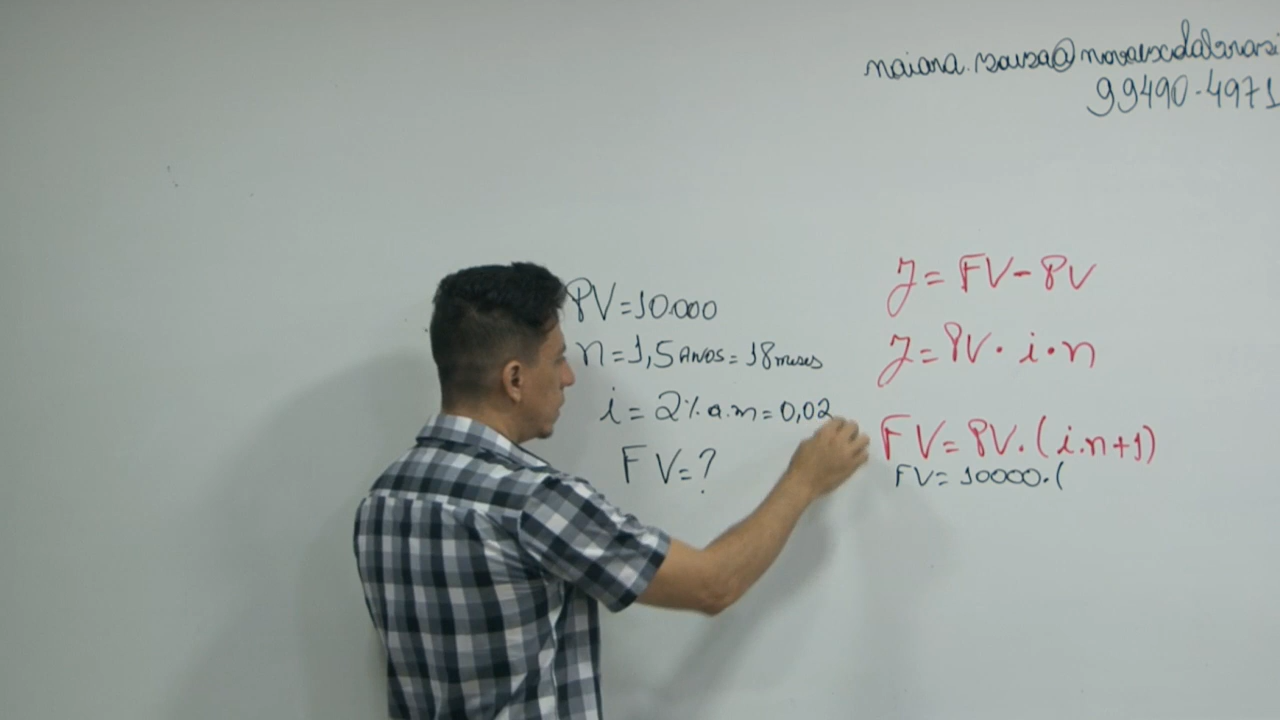 99490-4971
PV=10.000
n=1,5 ANOS=18 meses
i=2% a.m=0,02
FV=?
J=FV-PV
J=PV·i·n
FV=PV·(i.n+1)
FV=10000·(